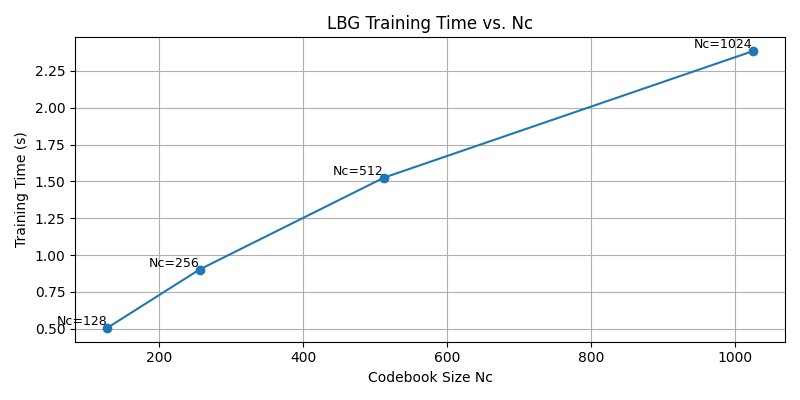 LBG Training Time vs. Nc
Training Time (s)
2.25
2.00
1.75
1.50
1.25
1.00
0.75
0.50
Nc=1024
Nc=512
Nc=256
Nc=128
200 400 600 800 1000
Codebook Size Nc